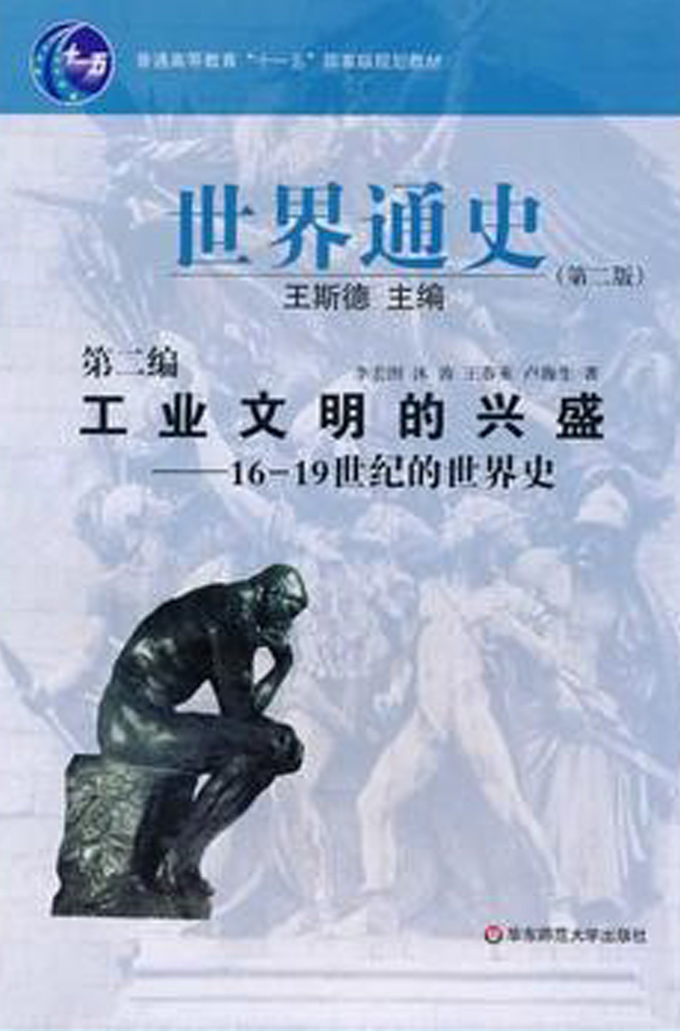 十一五
普通高等教育“十一五”国家级规划教材
世界通史
（第二版）
王斯德 主编
第二编
李宏图 沐涛 王春来 卢海生 著
工业文明的兴盛
——16-19世纪的世界史
华东师范大学出版社